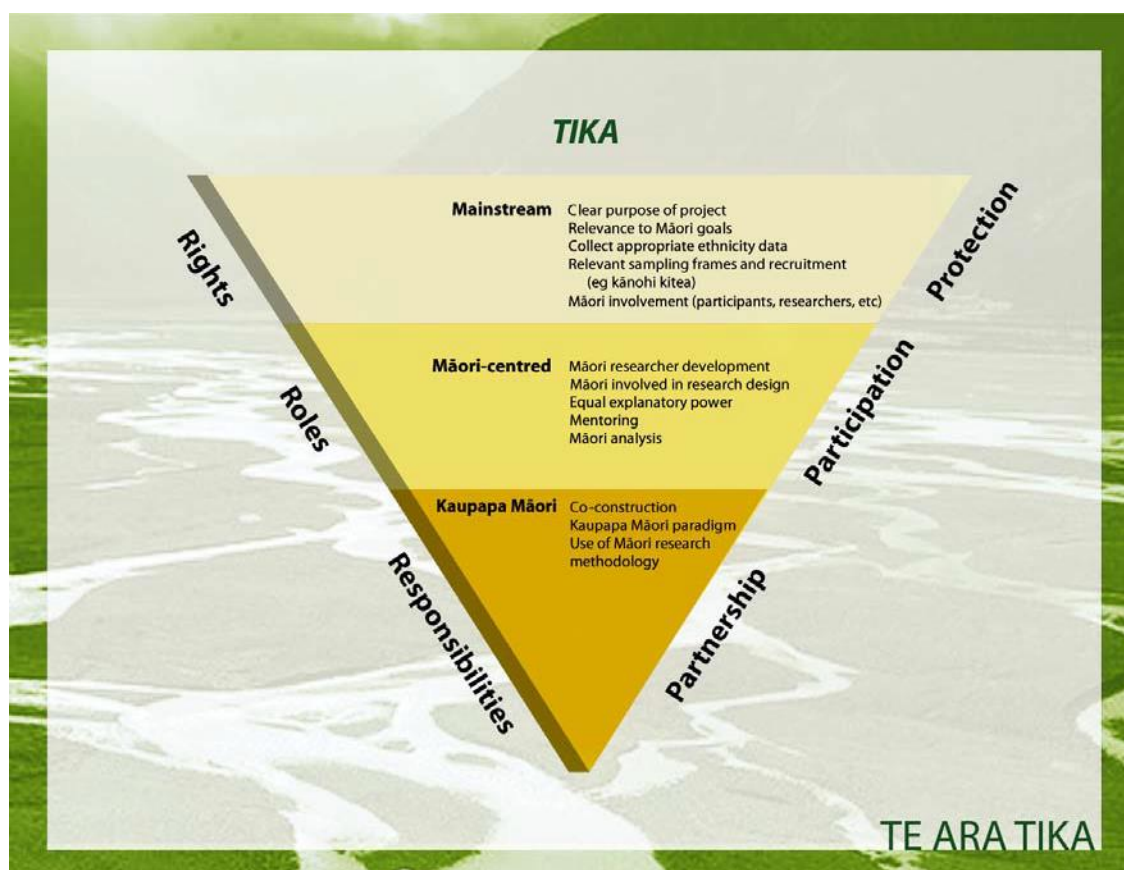 TIKA
Mainstream
Clear purpose of project
Relevance to Māori goals
Collect appropriate ethnicity data
Relevant sampling frames and recruitment
(eg kānohi kitea)
Māori involvement (participants, researchers, etc)
Rights
Protection
Māori-centred
Māori researcher development
Māori involved in research design
Equal explanatory power
Mentoring
Māori analysis
Roles
Participation
Kaupapa Māori
Co-construction
Kaupapa Māori paradigm
Use of Māori research
methodology
Responsibilities
Partnership
TE ARA TIKA